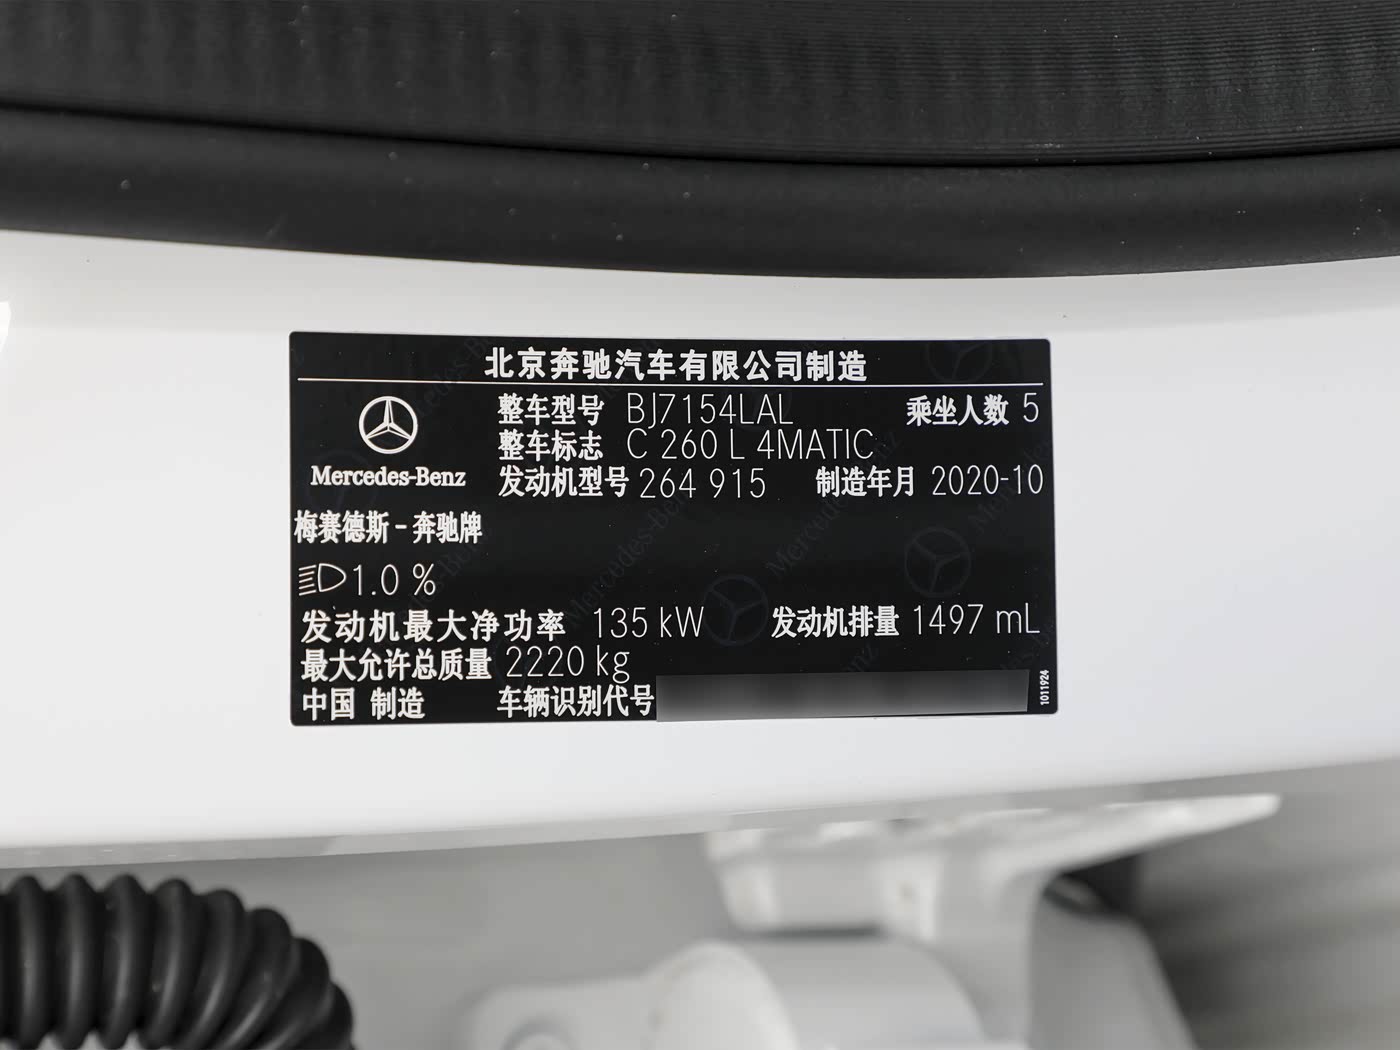 北京奔驰汽车有限公司制造
整车型号 BJ7154LAL 乘坐人数 5
整车标志 C 260 L 4MATIC
Mercedes-Benz
发动机型号 264 915 制造年月 2020-10
梅赛德斯-奔驰牌
1.0 %
发动机最大净功率 135 kW 发动机排量 1497 mL
最大允许总质量 2220 kg
中国 制造 车辆识别代号
1011924